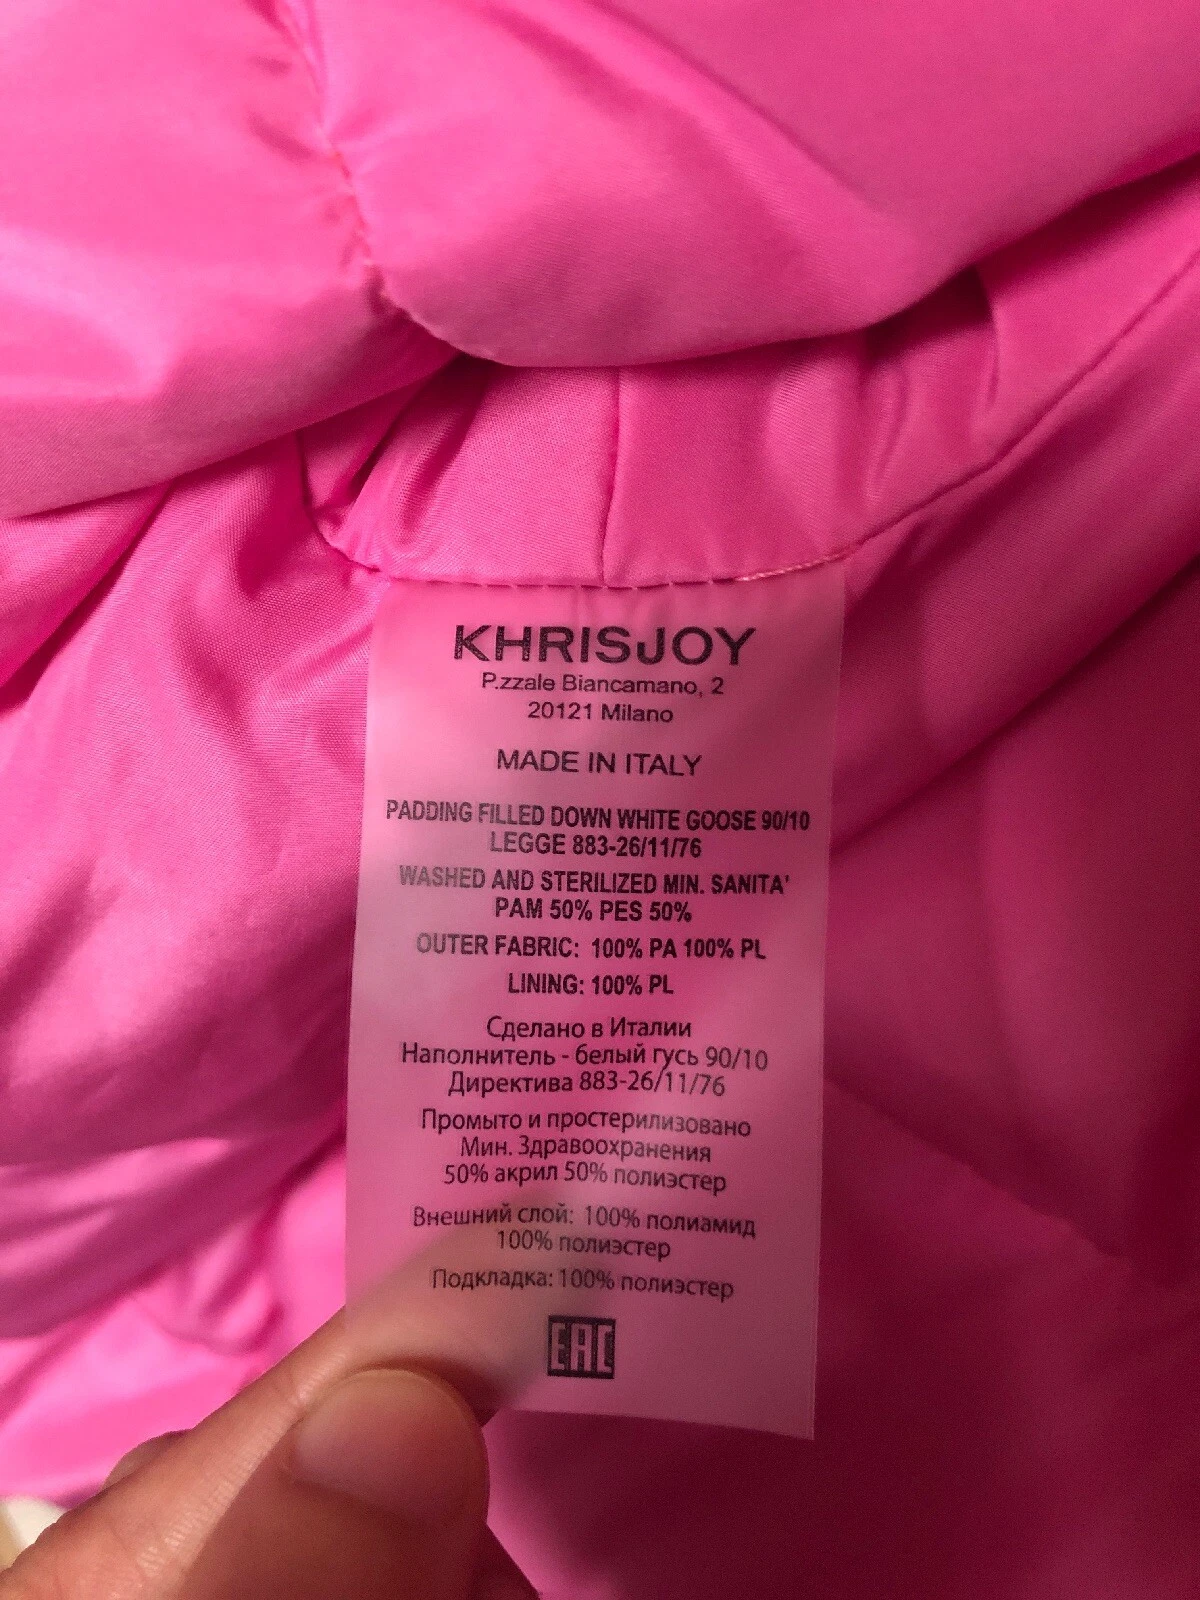 KHRISJOY
P.zzale Biancamano, 2
20121 Milano
MADE IN ITALY
PADDING FILLED DOWN WHITE GOOSE 90/10
LEGGE 883-26/11/76
WASHED AND STERILIZED MIN. SANITA'
PAM 50% PES 50%
OUTER FABRIC: 100% PA 100% PL
LINING: 100% PL
Сделано в Италии
Наполнитель - белый гусь 90/10
Директива 883-26/11/76
Промыто и простерилизовано
Мин. Здравоохранения
50% акрил 50% полиэстер
Внешний слой: 100% полиамид
100% полиэстер
Подкладка: 100% полиэстер
EAC